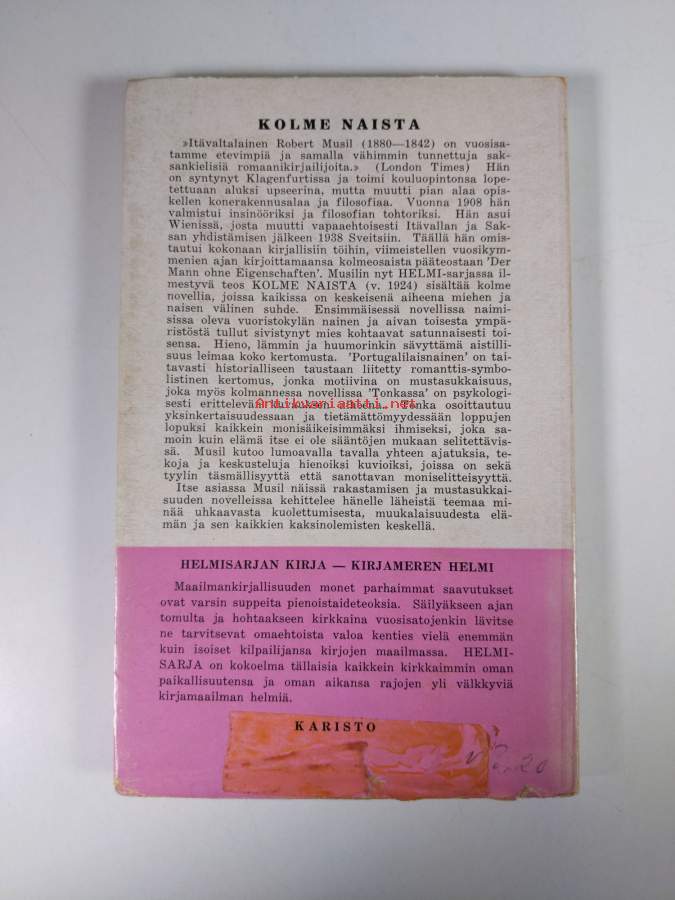 KOLME NAISTA
»Itävaltalainen Robert Musil (1880—1842) on vuosisa-
tamme etevimpiä ja samalla vähimmin tunnettuja sak-
sankielisiä romaanikirjailijoita.» (London Times) Hän
on syntynyt Klagenfurtissa ja toimi kouluopintonsa lope-
tettuaan aluksi upseerina, mutta muutti pian alaa opis-
kellen konerakennusalaa ja filosofiaa. Vuonna 1908 hän
valmistui insinööriksi ja filosofian tohtoriksi. Hän asui
Wienissä, josta muutti vapaaehtoisesti Itävallan ja Sak-
san yhdistämisen jälkeen 1938 Sveitsiin. Täällä hän omis-
tautui kokonaan kirjallisiin töihin, viimeistellen vuosikym-
menien ajan kirjoittamaansa kolmeosaista pääteostaan 'Der
Mann ohne Eigenschaften'. Musilin nyt HELMI-sarjassa il-
mestyvä teos KOLME NAISTA (v. 1924) sisältää kolme
novellia, joissa kaikissa on keskeisenä aiheena miehen ja
naisen välinen suhde. Ensimmäisessä novellissa naimi-
sissa oleva vuoristokylän nainen ja aivan toisesta ympä-
ristöstä tullut sivistynyt mies kohtaavat satunnaisesti toi-
sensa. Hieno, lämmin ja huumorinkin sävyttämä aistilli-
suus leimaa koko kertomusta. 'Portugalilaisnainen' on tai-
tavasti historialliseen taustaan liitetty romanttis-symbo-
listinen kertomus, jonka motiivina on mustasukkaisuus,
joka myös kolmannessa novellissa 'Tonkassa' on psykologi-
sesti erittelevän kuvauksen aiheena. Tonka osoittautuu
Antikvariaatti.net
yksinkertaisuudessaan ja tietämättömyydessään loppujen
lopuksi kaikkein monisäikeisimmäksi ihmiseksi, joka sa-
moin kuin elämä itse ei ole sääntöjen mukaan selitettävis-
sä. Musil kutoo lumoavalla tavalla yhteen ajatuksia, te-
koja ja keskusteluja hienoiksi kuvioiksi, joissa on sekä
tyylin täsmällisyyttä että sanottavan moniselitteisyyttä.
Itse asiassa Musil näissä rakastamisen ja mustasukkai-
suuden novelleissa kehittelee hänelle läheistä teemaa mi-
nää uhkaavasta kuolettumisesta, muukalaisuudesta elä-
män ja sen kaikkien kaksinolemisten keskellä.
HELMISARJAN KIRJA — KIRJAMEREN HELMI
Maailmankirjallisuuden monet parhaimmat saavutukset
ovat varsin suppeita pienoistaideteoksia. Säilyäkseen ajan
tomulta ja hohtaakseen kirkkaina vuosisatojenkin lävitse
ne tarvitsevat omaehtoista valoa kenties vielä enemmän
kuin isoiset kilpailijansa kirjojen maailmassa. HELMI-
SARJA on kokoelma tällaisia kaikkein kirkkaimmin oman
paikallisuutensa ja oman aikansa rajojen yli välkkyviä
kirjamaailman helmiä.
KARISTO